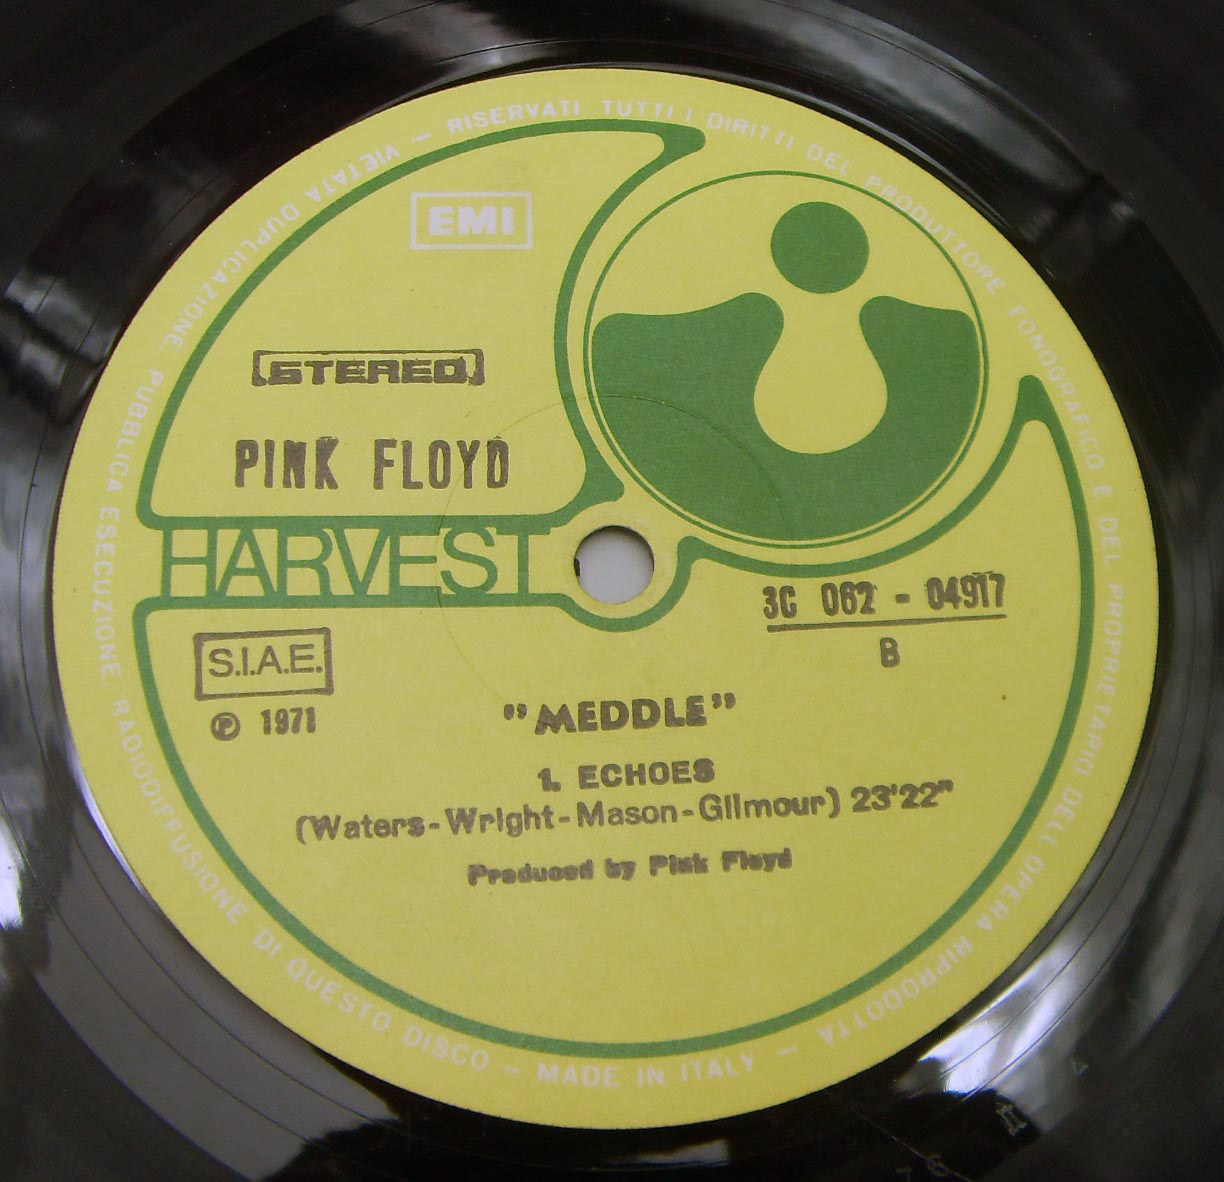 RISERVATI TUTTI I DIRITTI DEL PRODUTTORE FONOGRAFICO E DEL PROPRIETARIO DELL'OPERA RIPRODOTTA –
VIETATA DUPLICAZIONE. PUBBLICA ESECUZIONE. RADIODIFFUSIONE DI QUESTO DISCO – MADE IN ITALY –
EMI
STEREO
PINK FLOYD
HARVEST
3C 062 - 04917
B
S.I.A.E.
℗ 1971
"MEDDLE"
1. ECHOES
(Waters-Wright-Mason-Gilmour) 23'22"
Produced by Pink Floyd